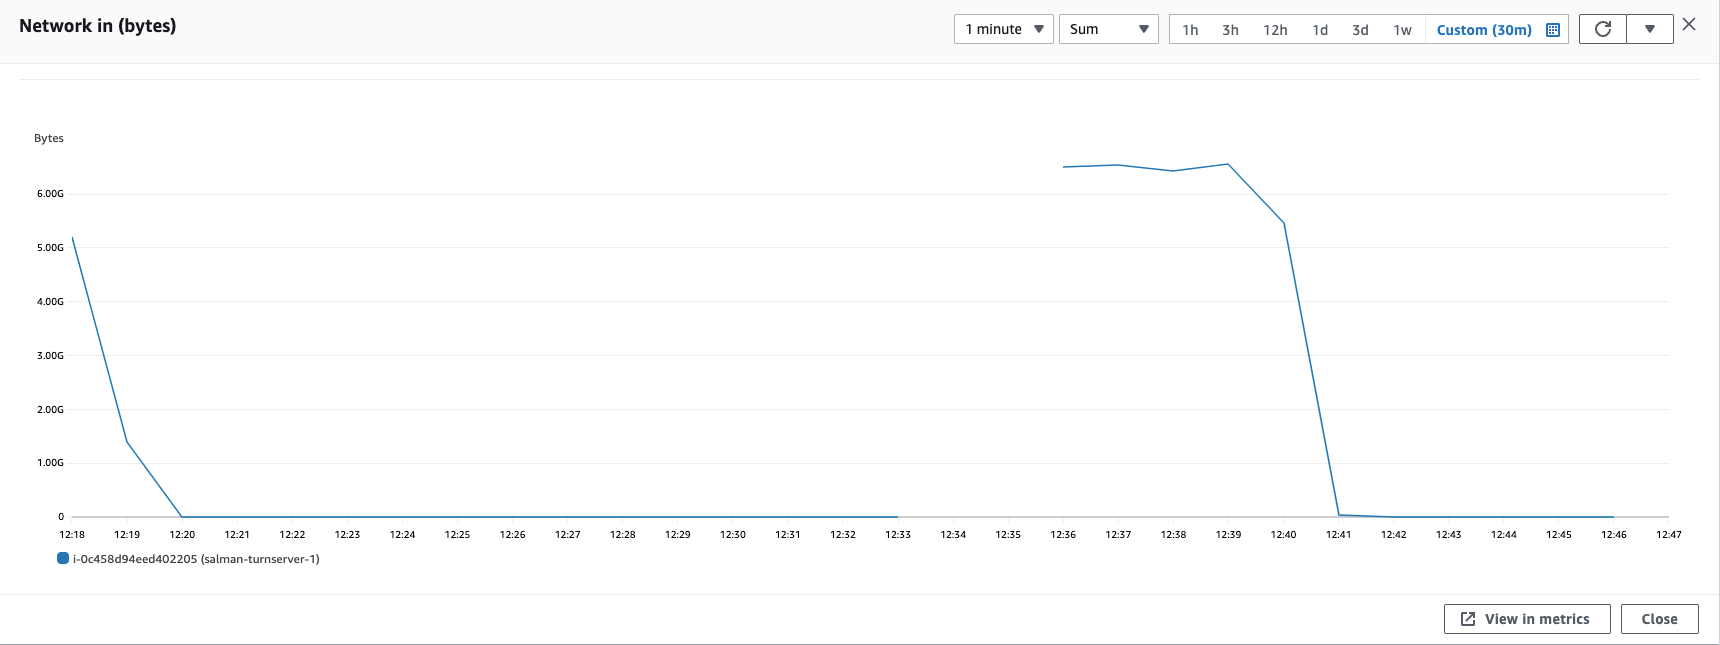 Network in (bytes)
1 minute Sum 1h 3h 12h 1d 3d 1w Custom (30m)
Bytes
6.00G
5.00G
4.00G
3.00G
2.00G
1.00G
0
12:18 12:19 12:20 12:21 12:22 12:23 12:24 12:25 12:26 12:27 12:28 12:29 12:30 12:31 12:32 12:33 12:34 12:35 12:36 12:37 12:38 12:39 12:40 12:41 12:42 12:43 12:44 12:45 12:46 12:47
i-0c458d94eed402205 (salman-turnserver-1)
View in metrics Close